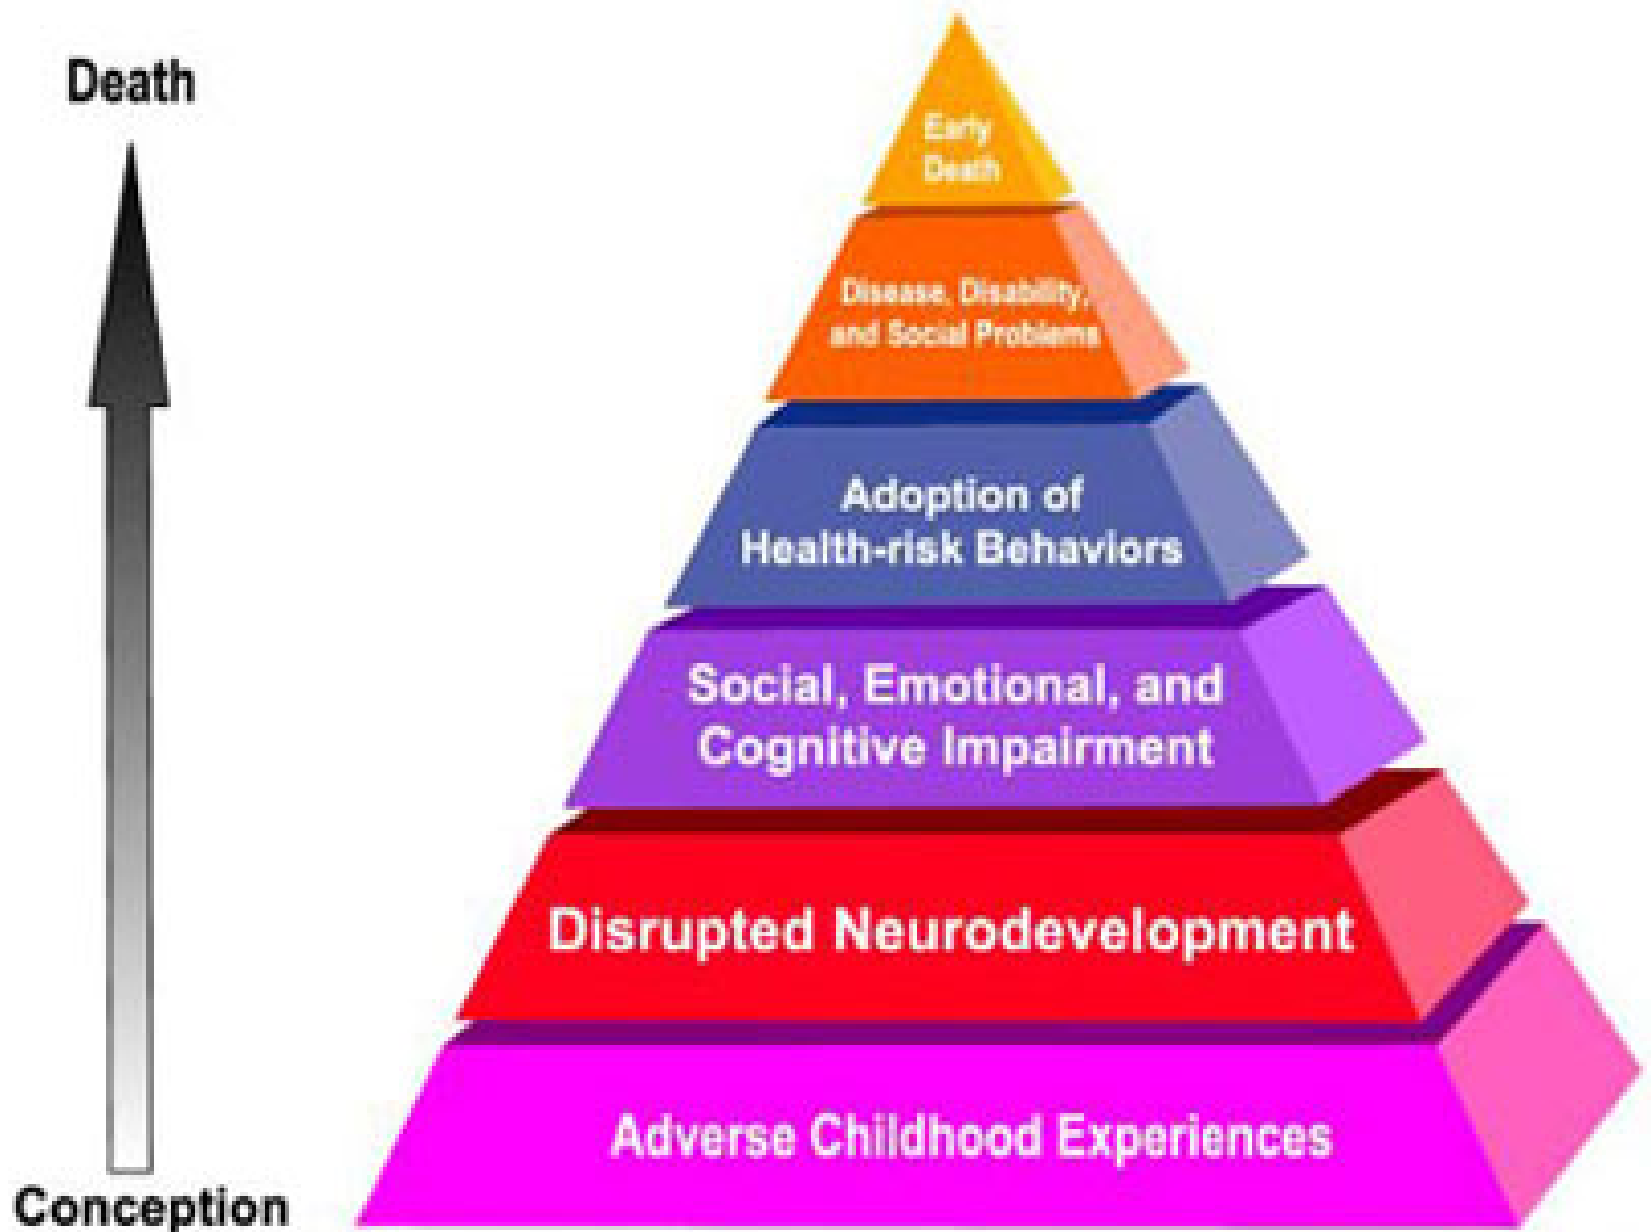 Death
Early
Death
Disease, Disability,
and Social Problems
Adoption of
Health-risk Behaviors
Social, Emotional, and
Cognitive Impairment
Disrupted Neurodevelopment
Adverse Childhood Experiences
Conception